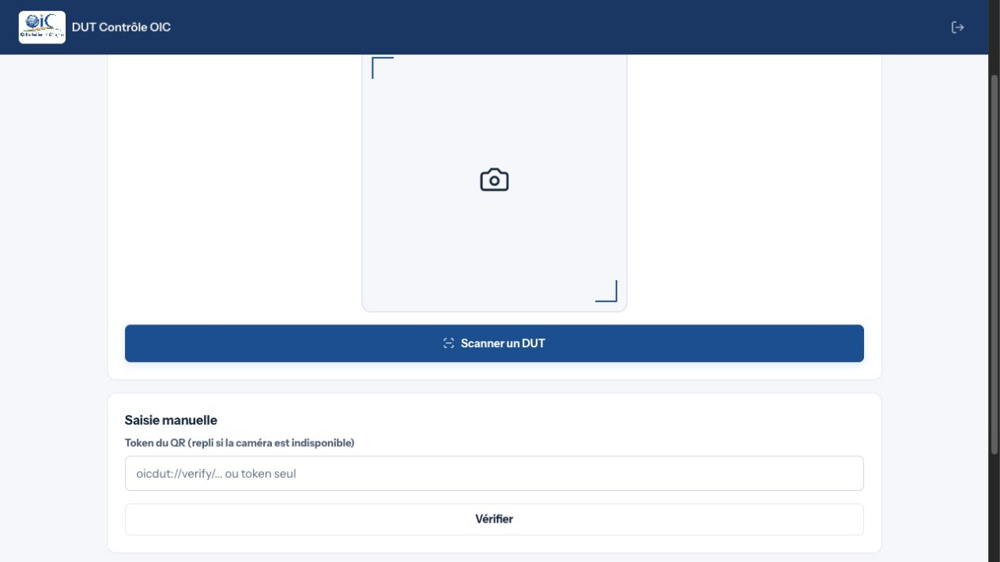 OiC
DUT Contrôle OIC
Scanner un DUT
Saisie manuelle
Token du QR (repli si la caméra est indisponible)
oicdut://verify/... ou token seul
Vérifier